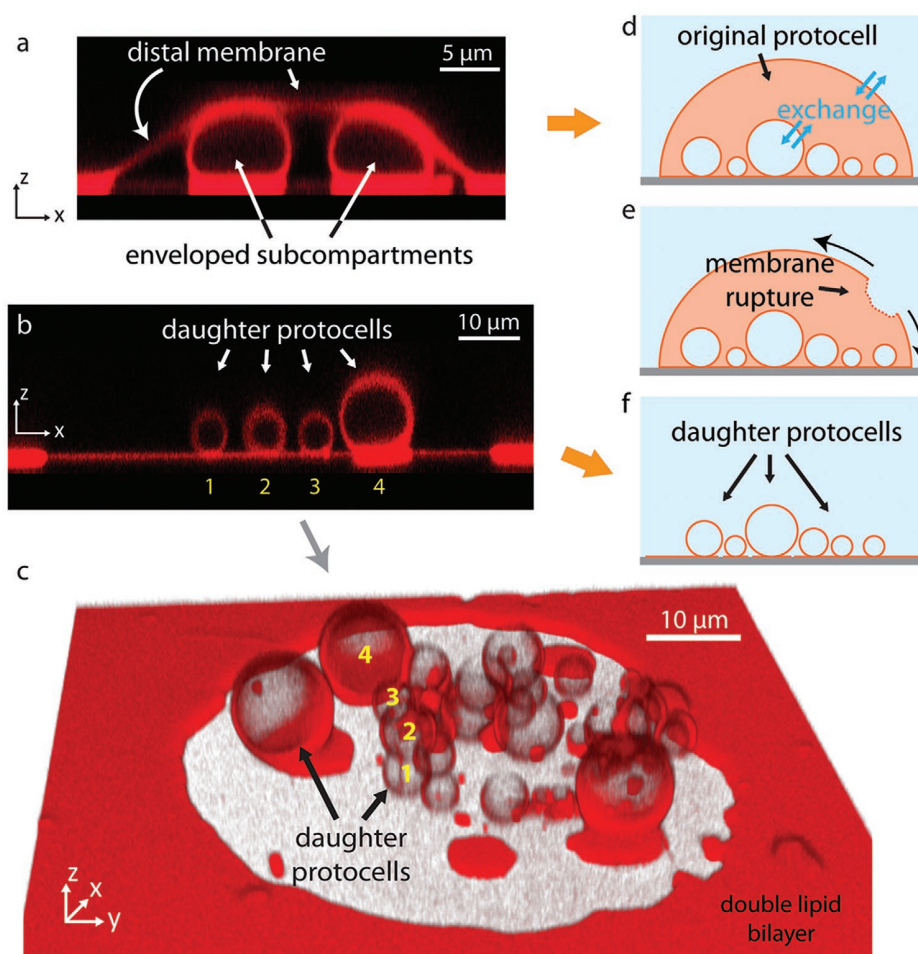 a
distal membrane
5 μm
z
x
enveloped subcompartments
b
daughter protocells
10 μm
z
x
1 2 3 4
c
10 μm
4
3
2
1
daughter
protocells
z
x
y
double lipid
bilayer
d
original protocell
exchange
e
membrane
rupture
f
daughter protocells